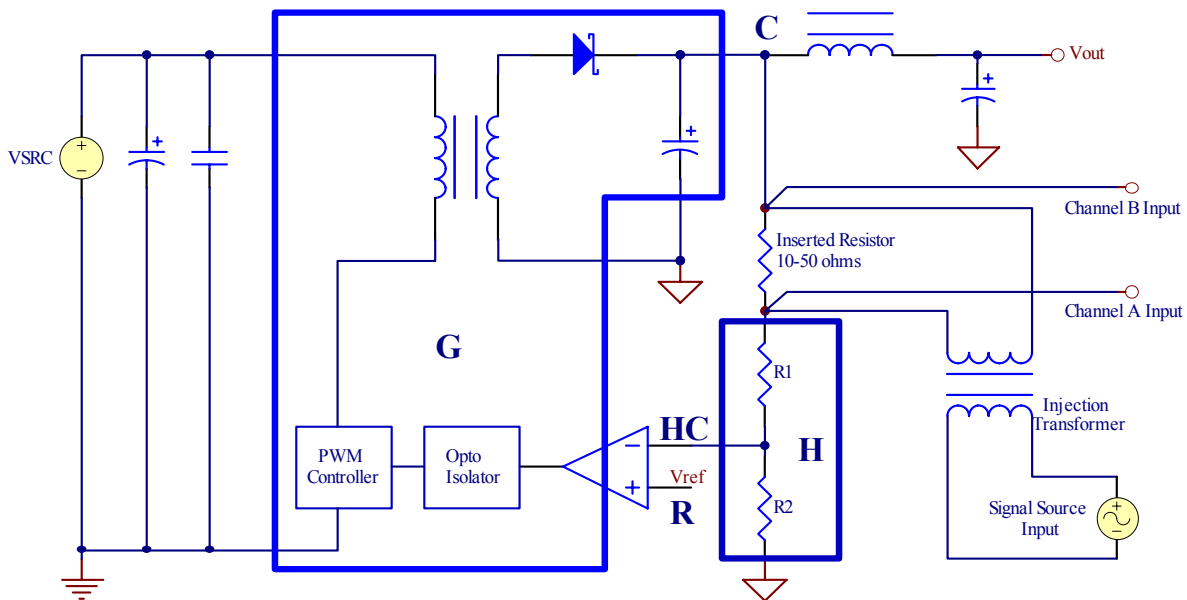 C
Vout
+
+
VSRC
+
−
+
+
Channel B Input
Inserted Resistor
10-50 ohms
Channel A Input
G
R1
Injection
Transformer
HC
H
PWM
Controller
Opto
Isolator
−
+
Vref
R
R2
Signal Source
Input
+
−